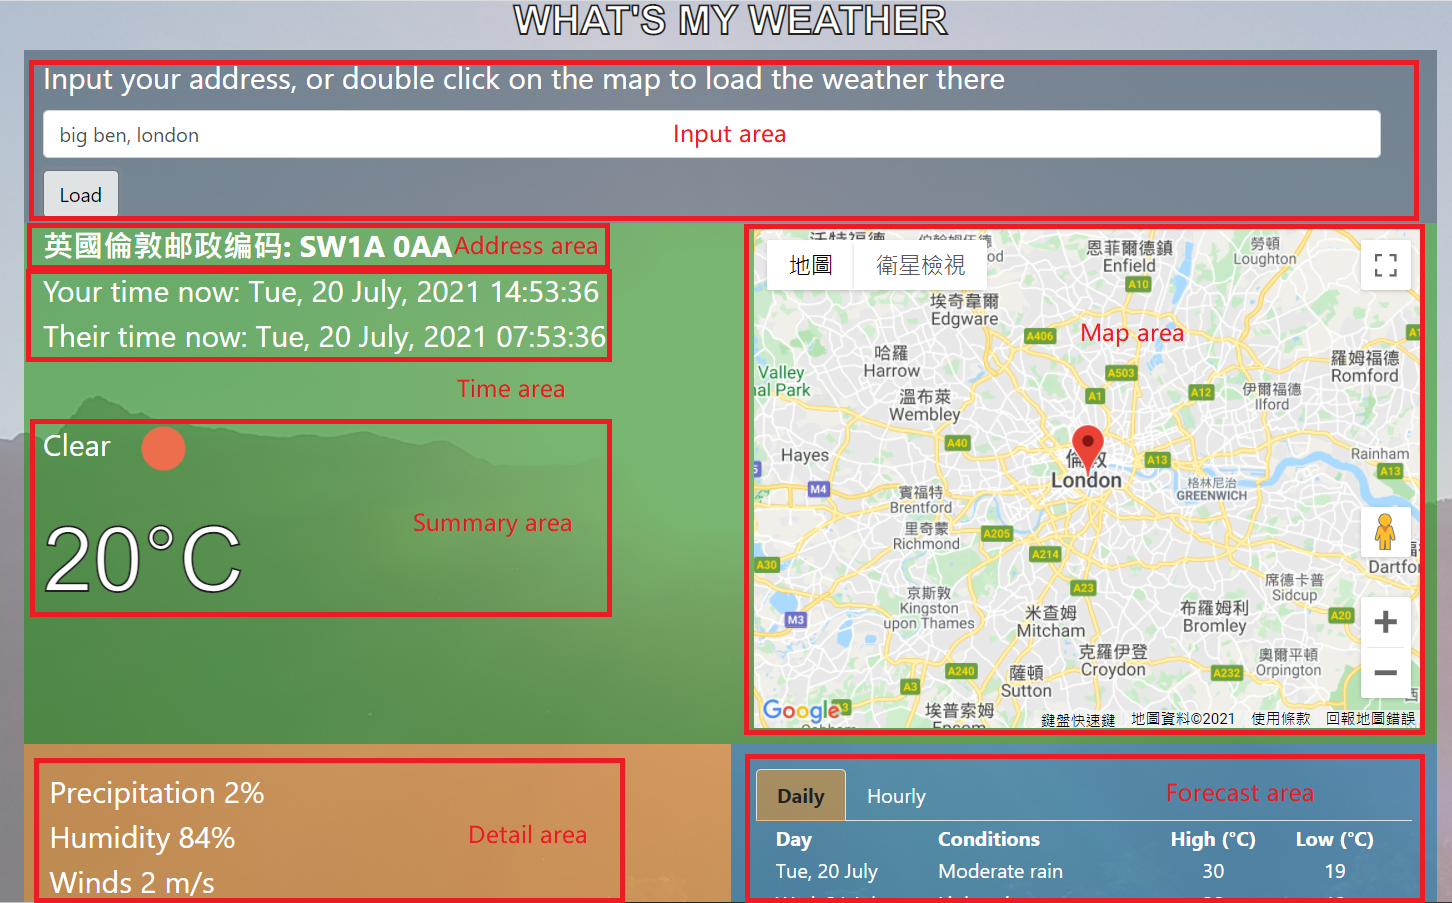 WHAT'S MY WEATHER
Input your address, or double click on the map to load the weather there
big ben, london
Input area
Load
英國倫敦邮政编码: SW1A 0AA
Address area
Your time now: Tue, 20 July, 2021 14:53:36
Their time now: Tue, 20 July, 2021 07:53:36
Time area
Clear
20°C
Summary area
地圖
衛星檢視
沃特福德
恩菲爾德鎮
Enfield
勞頓
Loughton
A10
埃奇韋爾
Edgware
A406
Map area
哈羅
Harrow
A503
羅姆福德
Romford
Valley
A1
A12
伊爾福德
Ilford
溫布萊
Wembley
A40
Hayes
A13
Rainham
A13
London
M4
格林尼治
GREENWICH
賓福特
Brentford
里奇蒙
Richmond
A205
A214
A30
A23
席德卡普
Sidcup
京斯敦
Kingston
upon Thames
M3
米查姆
Mitcham
布羅姆利
Bromley
A20
克羅伊登
Croydon
奧爾平頓
Orpington
A240
薩頓
Sutton
A232
A3
埃普索姆
Google
鍵盤快速鍵
地圖資料©2021
使用條款
回報地圖錯誤
Precipitation 2%
Humidity 84%
Winds 2 m/s
Detail area
Daily
Hourly
Forecast area
Day Conditions High (°C) Low (°C)
Tue, 20 July Moderate rain 30 19